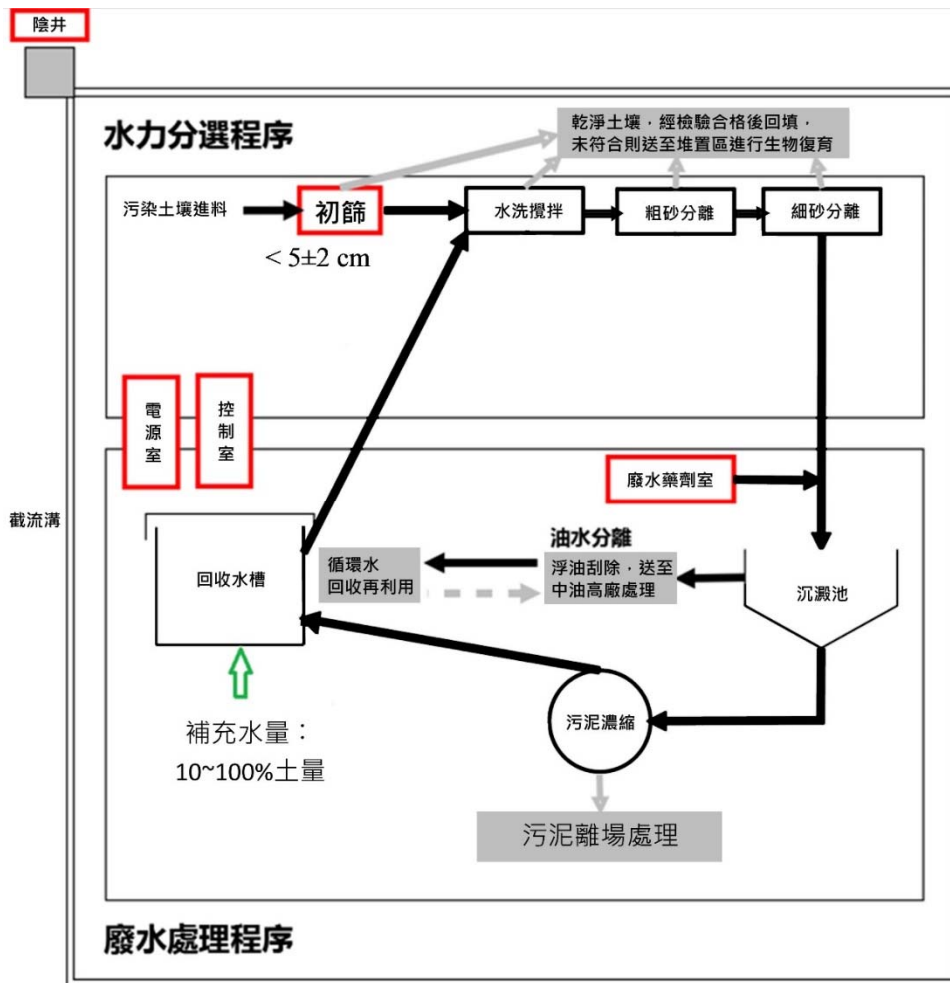 陰井
水力分選程序
乾淨土壤，經檢驗合格後回填，
未符合則送至堆置區進行生物復育
污染土壤進料
初篩
水洗攪拌
粗砂分離
細砂分離
< 5±2 cm
電源室
控制室
廢水藥劑室
截流溝
油水分離
回收水槽
循環水
回收再利用
浮油刮除，送至
中油高廠處理
沉澱池
污泥濃縮
補充水量：
10~100%土量
污泥離場處理
廢水處理程序